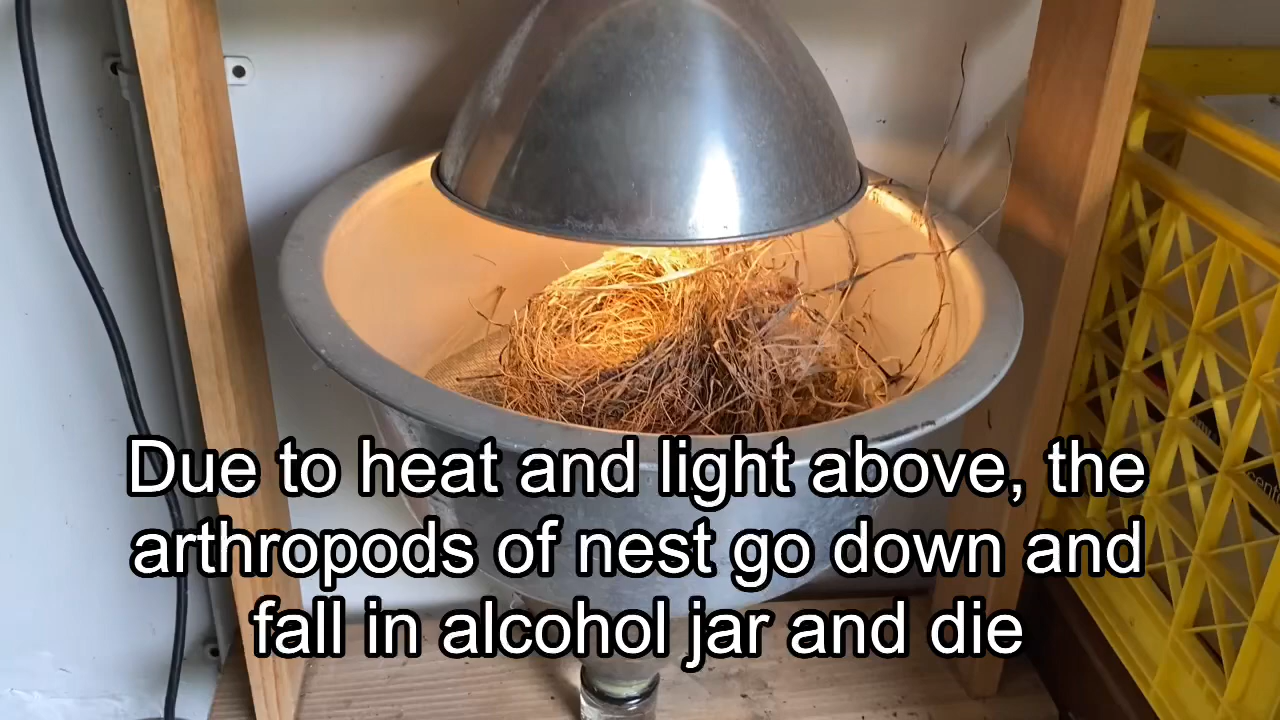 Due to heat and light above, the
arthropods of nest go down and
fall in alcohol jar and die